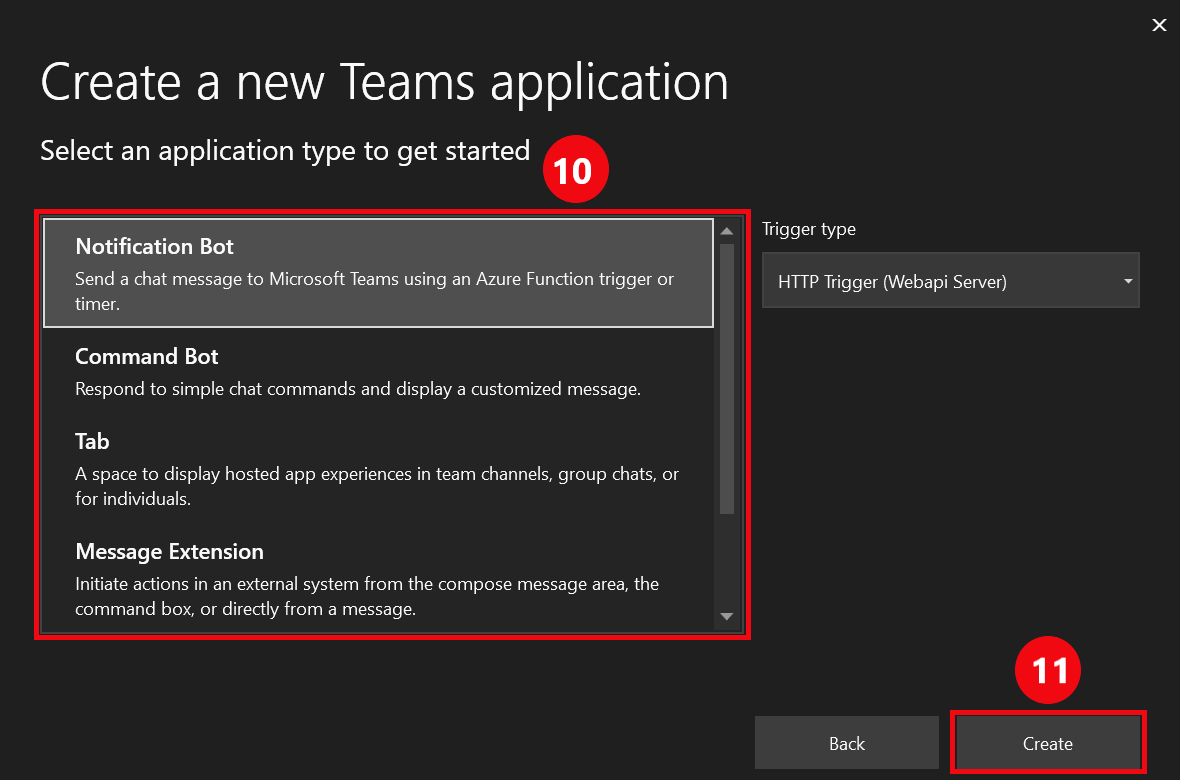 Create a new Teams application
Select an application type to get started
10
Notification Bot
Send a chat message to Microsoft Teams using an Azure Function trigger or
timer.
Command Bot
Respond to simple chat commands and display a customized message.
Tab
A space to display hosted app experiences in team channels, group chats, or
for individuals.
Message Extension
Initiate actions in an external system from the compose message area, the
command box, or directly from a message.
Trigger type
HTTP Trigger (Webapi Server)
11
Back
Create